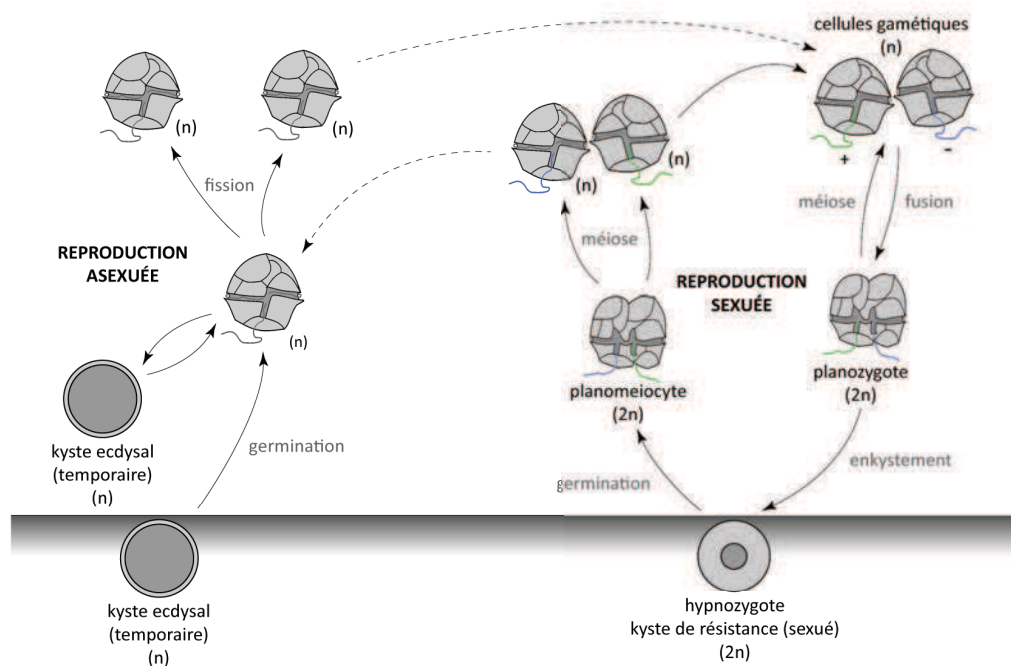 cellules gamétiques
(n)
(n)
(n)
(n)
(n)
+
-
fission
méiose
fusion
méiose
REPRODUCTION
ASEXUÉE
REPRODUCTION
SEXUÉE
(n)
planomeiocyte
(2n)
planozygote
(2n)
kyste ecdysal
(temporaire)
(n)
germination
germination
enkystement
kyste ecdysal
(temporaire)
(n)
hypnozygote
kyste de résistance (sexué)
(2n)